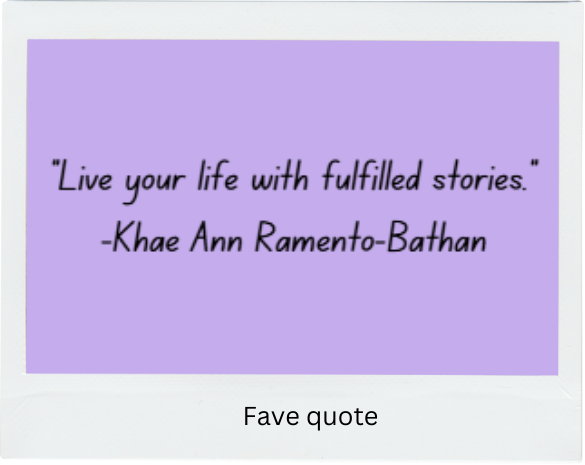 "Live your life with fulfilled stories."
-Khae Ann Ramento-Bathan
Fave quote